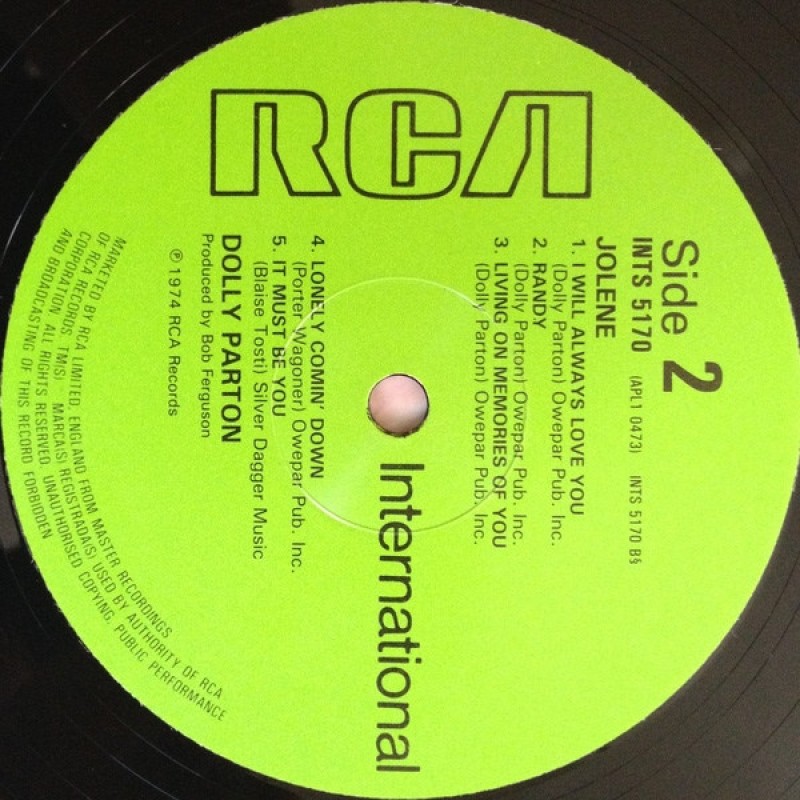 RCA
Side 2
INTS 5170 (APL1 0473) INTS 5170 B§
JOLENE
1. I WILL ALWAYS LOVE YOU
(Dolly Parton) Owepar Pub. Inc.
2. RANDY
(Dolly Parton) Owepar Pub. Inc.
3. LIVING ON MEMORIES OF YOU
(Dolly Parton) Owepar Pub. Inc.
International
4. LONELY COMIN' DOWN
(Porter Wagoner) Owepar Pub. Inc.
5. IT MUST BE YOU
(Blaise Tosti) Silver Dagger Music
DOLLY PARTON
Produced by Bob Ferguson
℗ 1974 RCA Records
MARKETED BY RCA LIMITED, ENGLAND FROM MASTER RECORDINGS
OF RCA RECORDS. TM(S) MARCA(S) REGISTRADA(S) USED BY AUTHORITY OF RCA
CORPORATION. ALL RIGHTS RESERVED. UNAUTHORISED COPYING, PUBLIC PERFORMANCE
AND BROADCASTING OF THIS RECORD FORBIDDEN